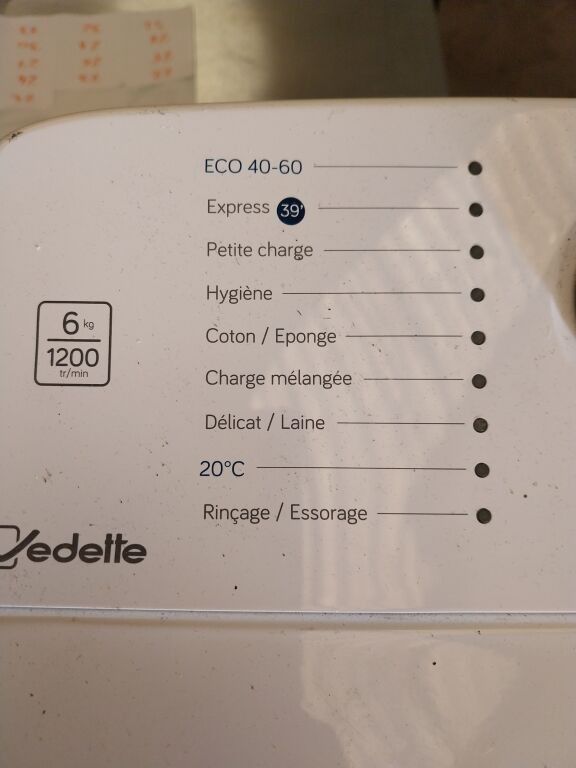 ECO 40-60
Express 39'
Petite charge
Hygiène
Coton / Eponge
Charge mélangée
Délicat / Laine
20°C
Rinçage / Essorage
6 kg
1200
tr/min
Vedette